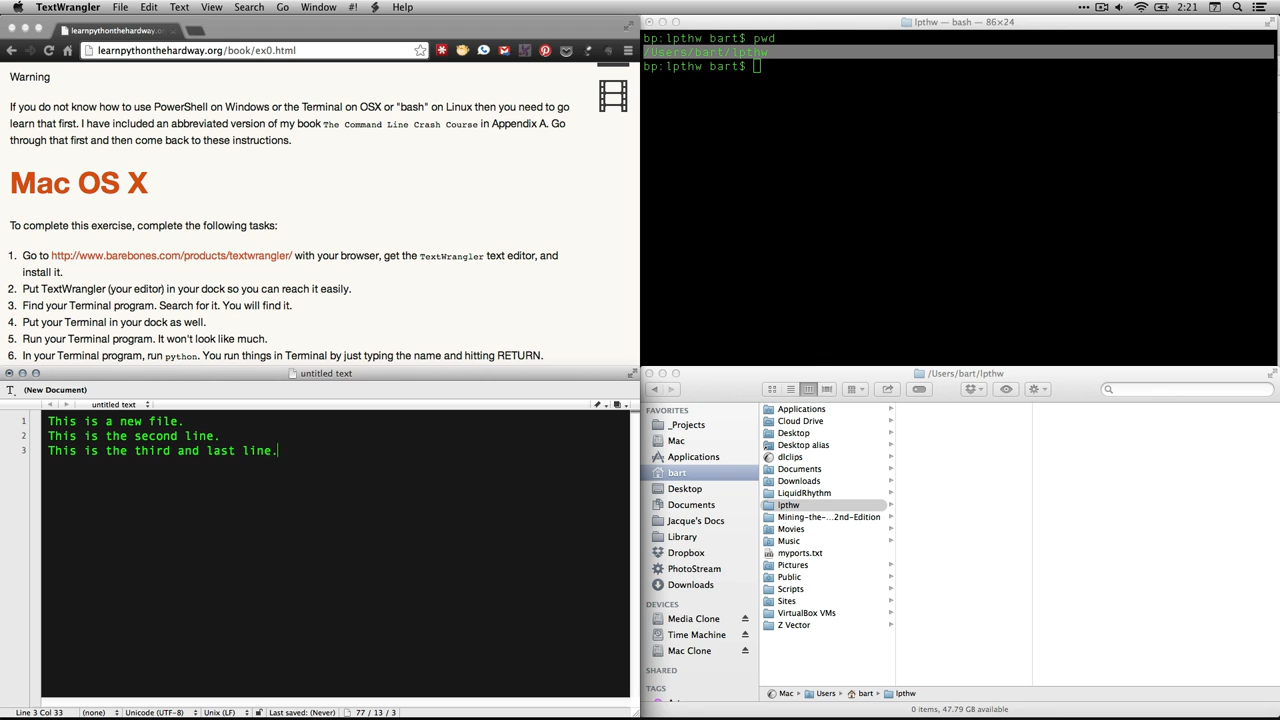 TextWrangler File Edit Text View Search Go Window #! Help 2:21
learnpythonthehardway.org/
learnpythonthehardway.org/book/ex0.html
Warning
If you do not know how to use PowerShell on Windows or the Terminal on OSX or "bash" on Linux then you need to go
learn that first. I have included an abbreviated version of my book The Command Line Crash Course in Appendix A. Go
through that first and then come back to these instructions.
Mac OS X
To complete this exercise, complete the following tasks:
1. Go to http://www.barebones.com/products/textwrangler/ with your browser, get the TextWrangler text editor, and
install it.
2. Put TextWrangler (your editor) in your dock so you can reach it easily.
3. Find your Terminal program. Search for it. You will find it.
4. Put your Terminal in your dock as well.
5. Run your Terminal program. It won't look like much.
6. In your Terminal program, run python. You run things in Terminal by just typing the name and hitting RETURN.
lpthw — bash — 86×24
bp:lpthw bart$ pwd
/Users/bart/lpthw
bp:lpthw bart$
untitled text
(New Document)
untitled text
1 This is a new file.
2 This is the second line.
3 This is the third and last line.
Line 3 Col 33 (none) Unicode (UTF-8) Unix (LF) Last saved: (Never) 77 / 13 / 3
/Users/bart/lpthw
FAVORITES
_Projects
Mac
Applications
bart
Desktop
Documents
Jacque's Docs
Library
Dropbox
PhotoStream
Downloads
DEVICES
Media Clone
Time Machine
Mac Clone
SHARED
TAGS
Applications
Cloud Drive
Desktop
Desktop alias
dlclips
Documents
Downloads
LiquidRhythm
lpthw
Mining-the-...2nd-Edition
Movies
Music
myports.txt
Pictures
Public
Scripts
Sites
VirtualBox VMs
Z Vector
Mac Users bart lpthw
0 items, 47.79 GB available